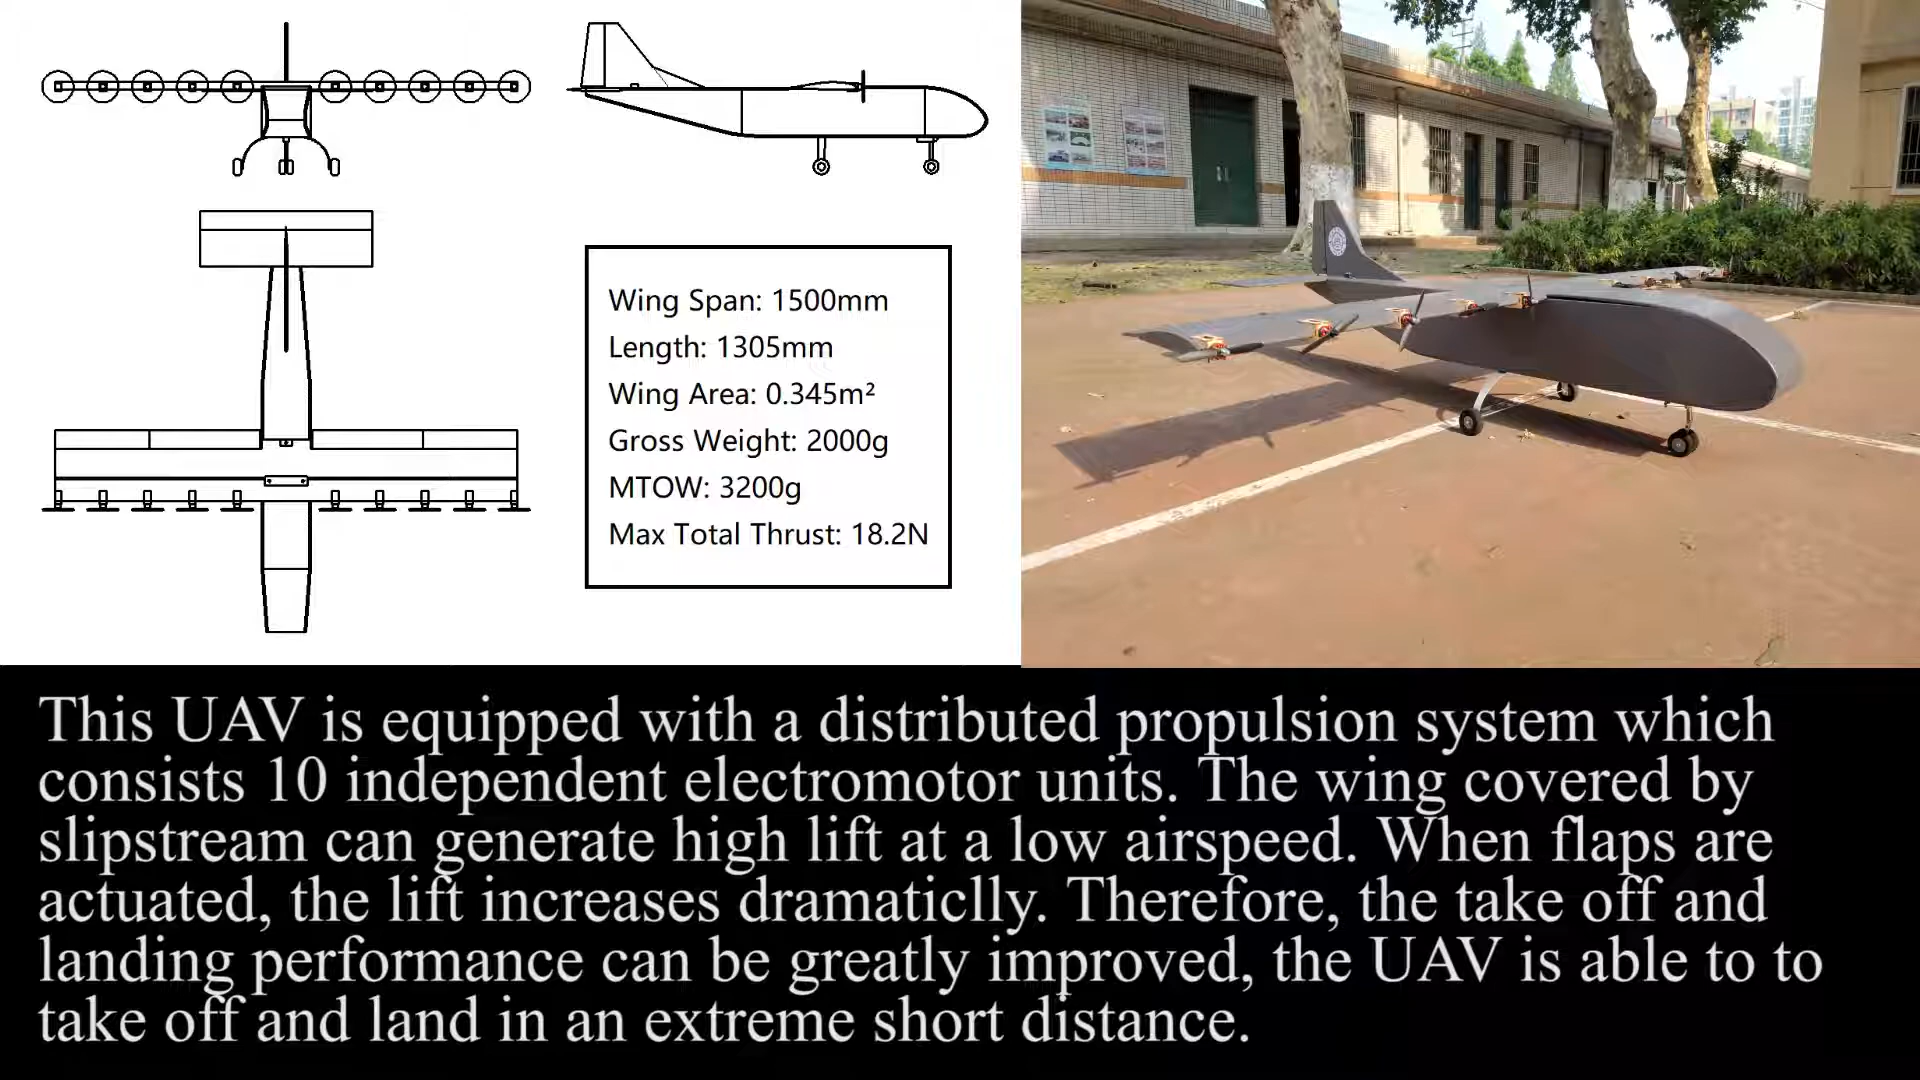 Wing Span: 1500mm
Length: 1305mm
Wing Area: 0.345m²
Gross Weight: 2000g
MTOW: 3200g
Max Total Thrust: 18.2N
This UAV is equipped with a distributed propulsion system which
consists 10 independent electromotor units. The wing covered by
slipstream can generate high lift at a low airspeed. When flaps are
actuated, the lift increases dramaticlly. Therefore, the take off and
landing performance can be greatly improved, the UAV is able to to
take off and land in an extreme short distance.